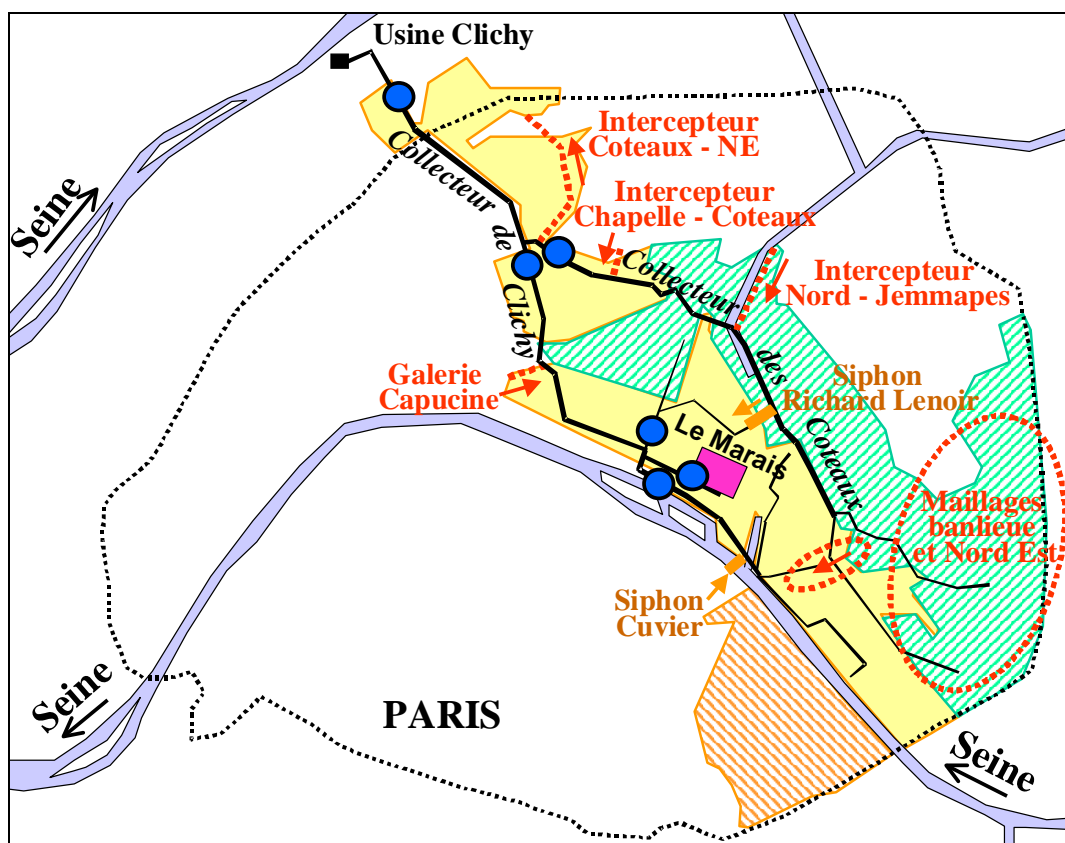 Usine Clichy
Intercepteur
Coteaux - NE
Collecteur de Clichy
Seine
Intercepteur
Chapelle - Coteaux
Collecteur des Coteaux
Intercepteur
Nord - Jemmapes
Galerie
Capucine
Siphon
Richard Lenoir
Le Marais
Maillages
banlieue
et Nord Est
Siphon
Cuvier
Seine
PARIS
Seine